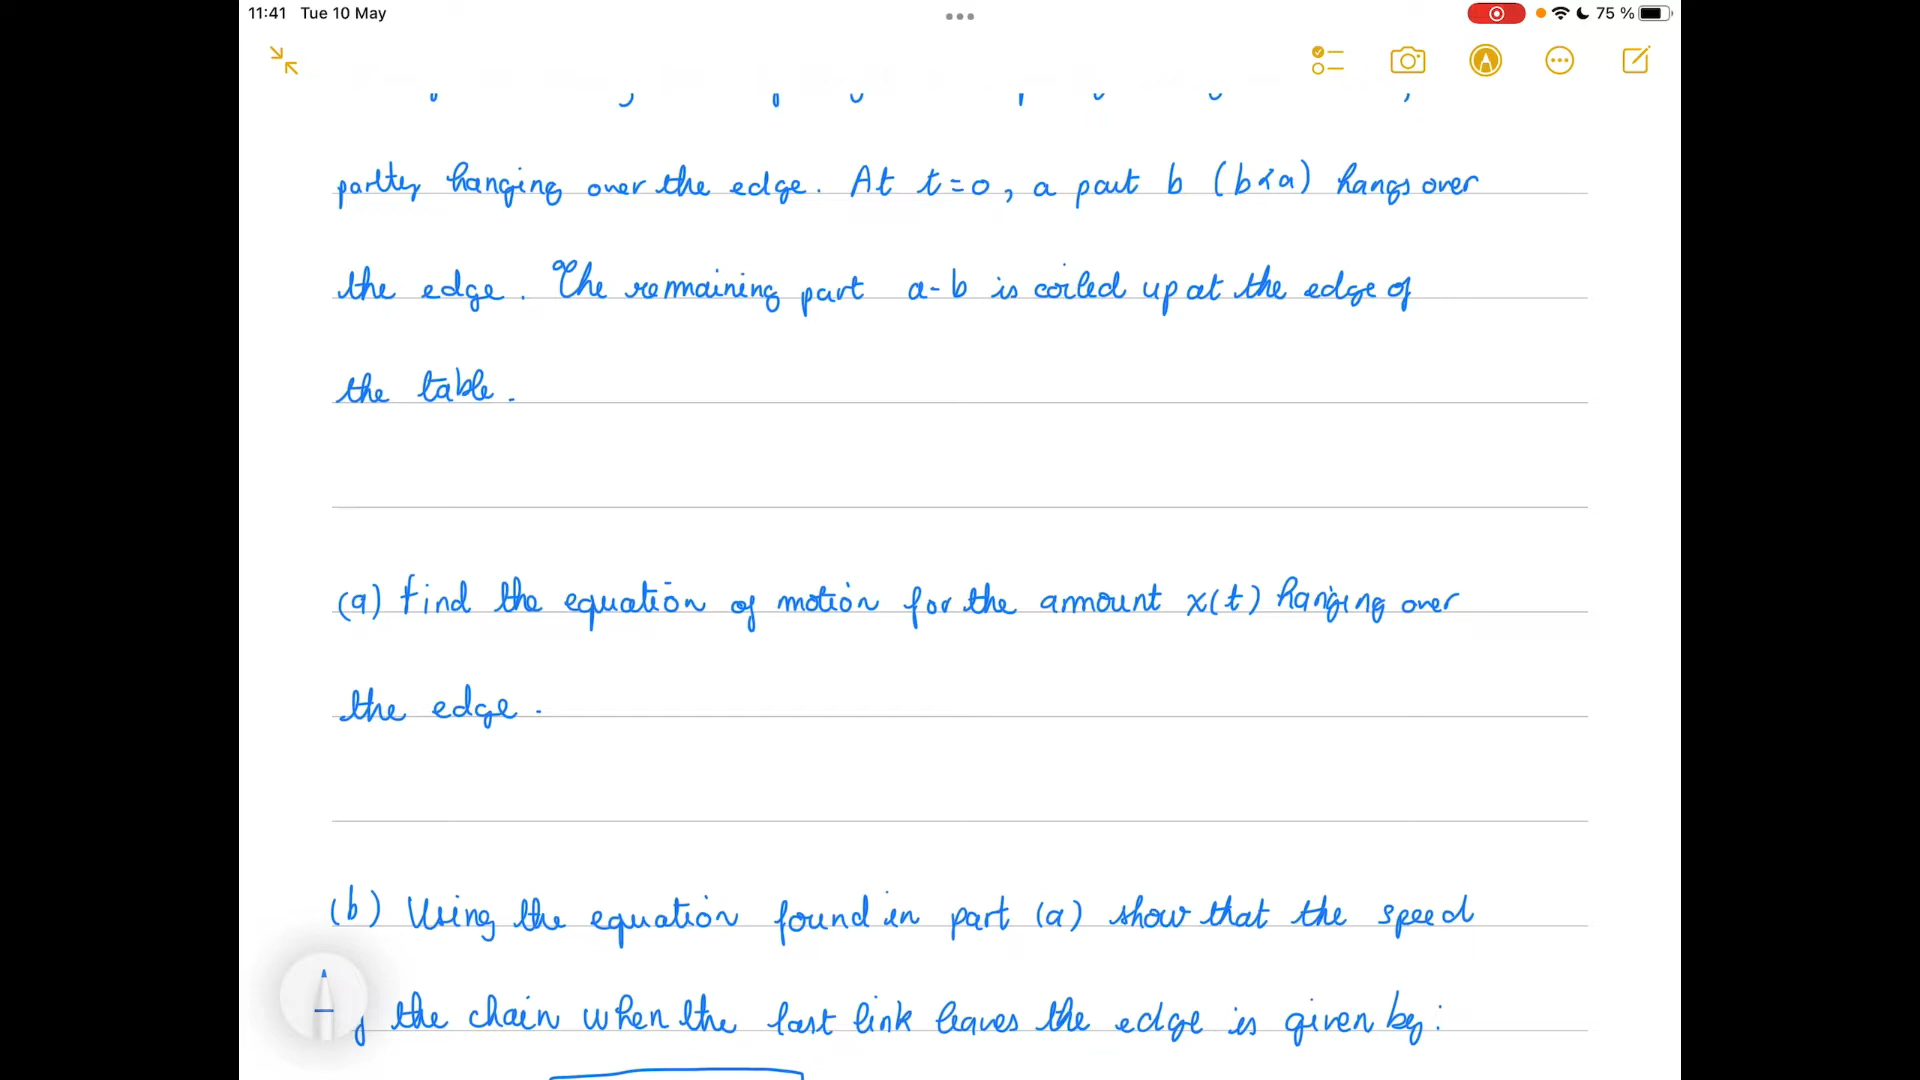 11:41 Tue 10 May
75 %
partley hanging over the edge. At t=0, a part b (b<a) hangs over
the edge. The remaining part a-b is coiled up at the edge of
the table.
(a) Find the equation of motion for the ammount x(t) hanging over
the edge.
(b) Using the equation found in part (a) show that the speed
the chain when the last link leaves the edge is given by: